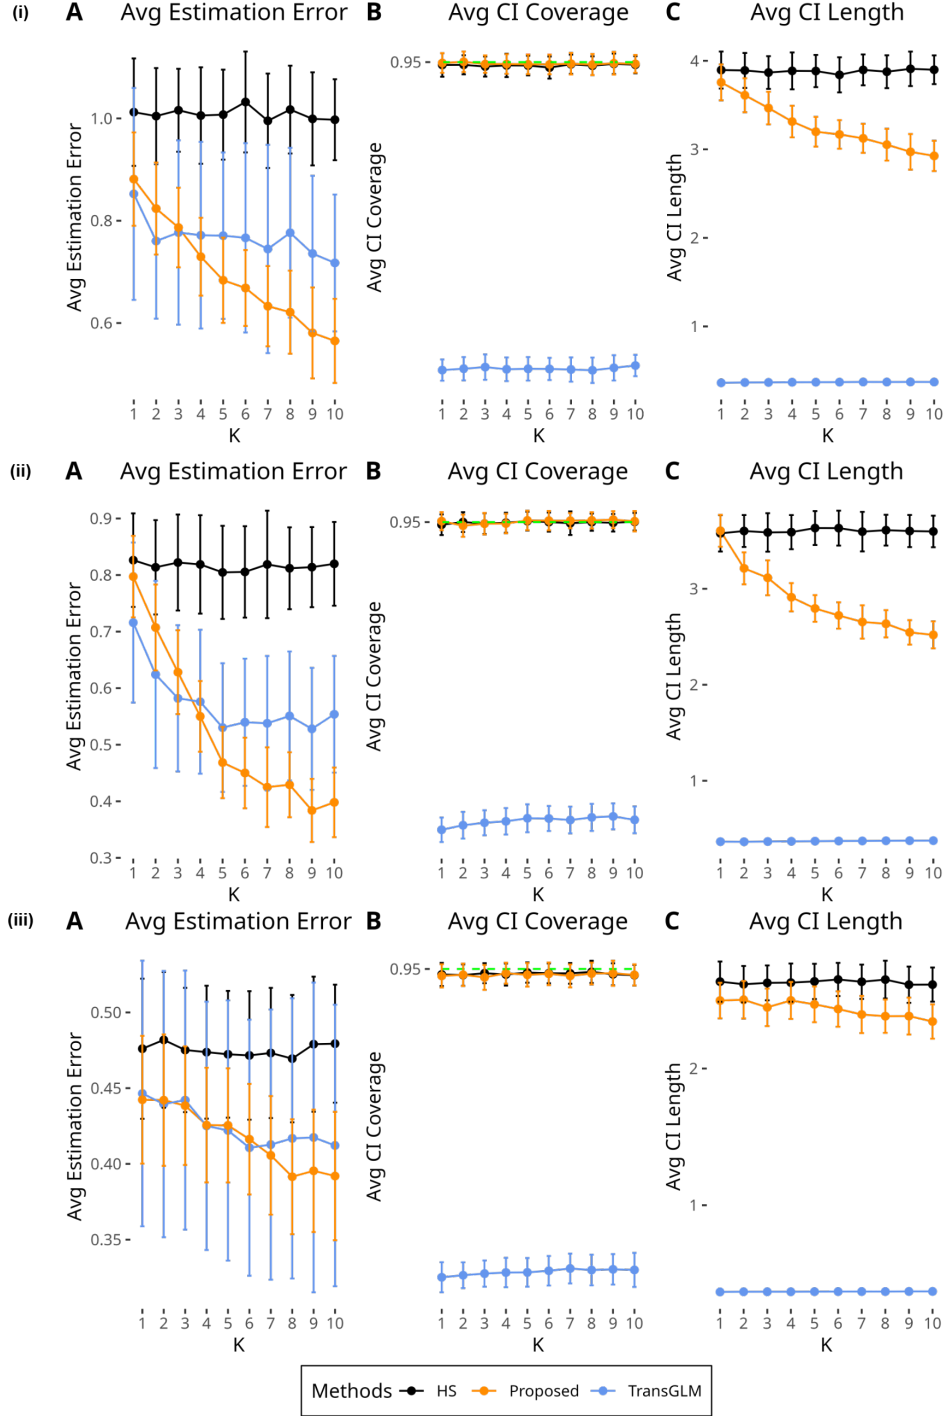 (i) A Avg Estimation Error B Avg CI Coverage C Avg CI Length
Avg Estimation Error
1.0
0.8
0.6
1 2 3 4 5 6 7 8 9 10
K
Avg CI Coverage
0.95
1 2 3 4 5 6 7 8 9 10
K
Avg CI Length
4
3
2
1
1 2 3 4 5 6 7 8 9 10
K
(ii) A Avg Estimation Error B Avg CI Coverage C Avg CI Length
Avg Estimation Error
0.9
0.8
0.7
0.6
0.5
0.4
0.3
1 2 3 4 5 6 7 8 9 10
K
Avg CI Coverage
0.95
1 2 3 4 5 6 7 8 9 10
K
Avg CI Length
3
2
1
1 2 3 4 5 6 7 8 9 10
K
(iii) A Avg Estimation Error B Avg CI Coverage C Avg CI Length
Avg Estimation Error
0.50
0.45
0.40
0.35
1 2 3 4 5 6 7 8 9 10
K
Avg CI Coverage
0.95
1 2 3 4 5 6 7 8 9 10
K
Avg CI Length
2
1
1 2 3 4 5 6 7 8 9 10
K
Methods HS Proposed TransGLM